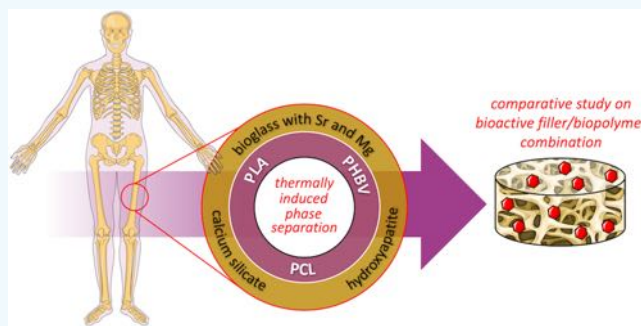 bioglass with Sr and Mg
PLA
PHBV
thermally
induced
phase
separation
PCL
calcium silicate
hydroxyapatite
comparative study on
bioactive filler/biopolyme
combination